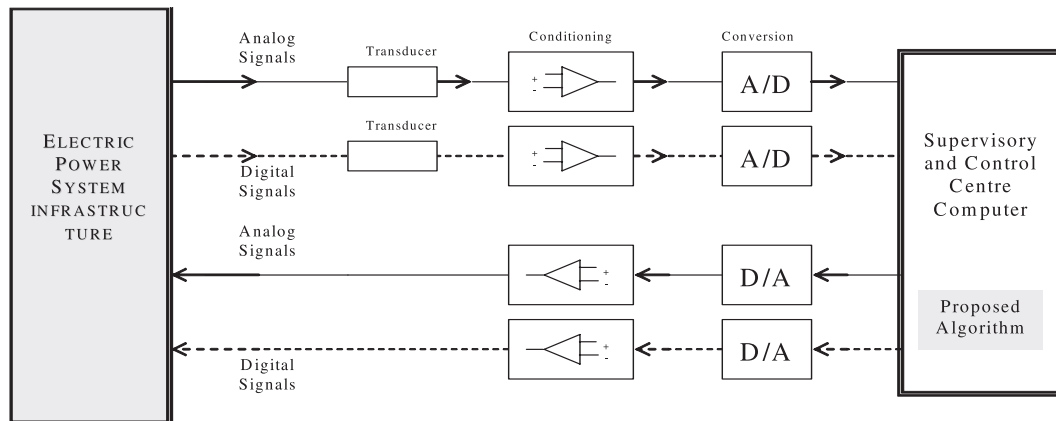 ELECTRIC
POWER
SYSTEM
INFRASTRUC
TURE
Analog
Signals
Transducer
Conditioning
+
-
Conversion
A/D
Transducer
Digital
Signals
+
-
A/D
Analog
Signals
+
-
D/A
Digital
Signals
+
-
D/A
Supervisory
and Control
Centre
Computer
Proposed
Algorithm